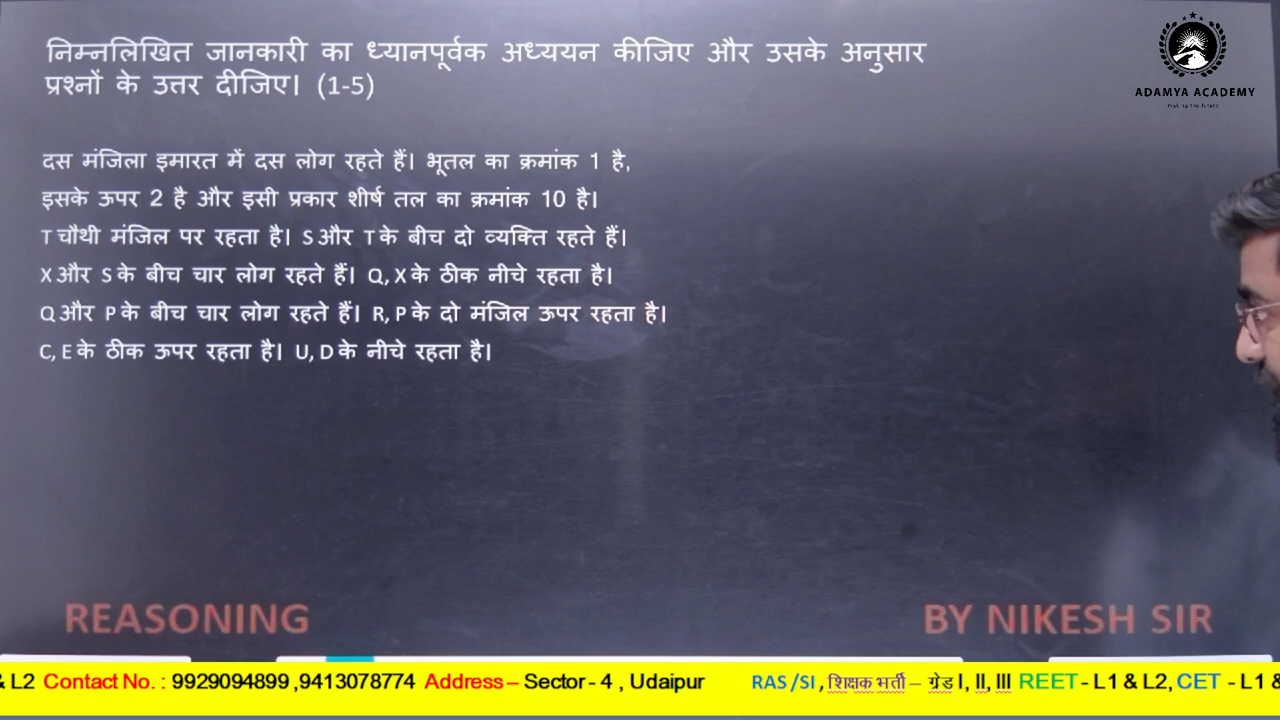 निम्नलिखित जानकारी का ध्यानपूर्वक अध्ययन कीजिए और उसके अनुसार
प्रश्नों के उत्तर दीजिए। (1-5)
ADAMYA ACADEMY
दस मंजिला इमारत में दस लोग रहते हैं। भूतल का क्रमांक 1 है,
इसके ऊपर 2 है और इसी प्रकार शीर्ष तल का क्रमांक 10 है।
T चौथी मंजिल पर रहता है। S और T के बीच दो व्यक्ति रहते हैं।
X और S के बीच चार लोग रहते हैं। Q, X के ठीक नीचे रहता है।
Q और P के बीच चार लोग रहते हैं। R, P के दो मंजिल ऊपर रहता है।
C, E के ठीक ऊपर रहता है। U, D के नीचे रहता है।
REASONING
BY NIKESH SIR
& L2 Contact No. : 9929094899 ,9413078774 Address – Sector - 4 , Udaipur RAS /SI , शिक्षक भर्ती – ग्रेड I, II, III REET - L1 & L2, CET - L1 &